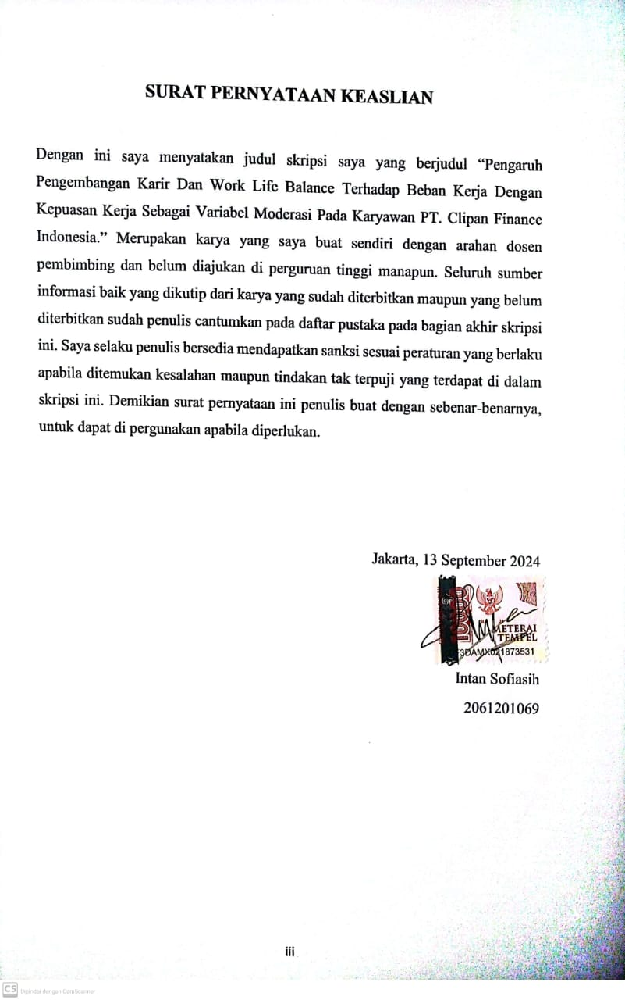 SURAT PERNYATAAN KEASLIAN
Dengan ini saya menyatakan judul skripsi saya yang berjudul “Pengaruh
Pengembangan Karir Dan Work Life Balance Terhadap Beban Kerja Dengan
Kepuasan Kerja Sebagai Variabel Moderasi Pada Karyawan PT. Clipan Finance
Indonesia.” Merupakan karya yang saya buat sendiri dengan arahan dosen
pembimbing dan belum diajukan di perguruan tinggi manapun. Seluruh sumber
informasi baik yang dikutip dari karya yang sudah diterbitkan maupun yang belum
diterbitkan sudah penulis cantumkan pada daftar pustaka pada bagian akhir skripsi
ini. Saya selaku penulis bersedia mendapatkan sanksi sesuai peraturan yang berlaku
apabila ditemukan kesalahan maupun tindakan tak terpuji yang terdapat di dalam
skripsi ini. Demikian surat pernyataan ini penulis buat dengan sebenar-benarnya,
untuk dapat di pergunakan apabila diperlukan.
Jakarta, 13 September 2024
METERAI
TEMPEL
3DAMX021873531
Intan Sofiasih
2061201069
iii
CS Dipindai dengan CamScanner